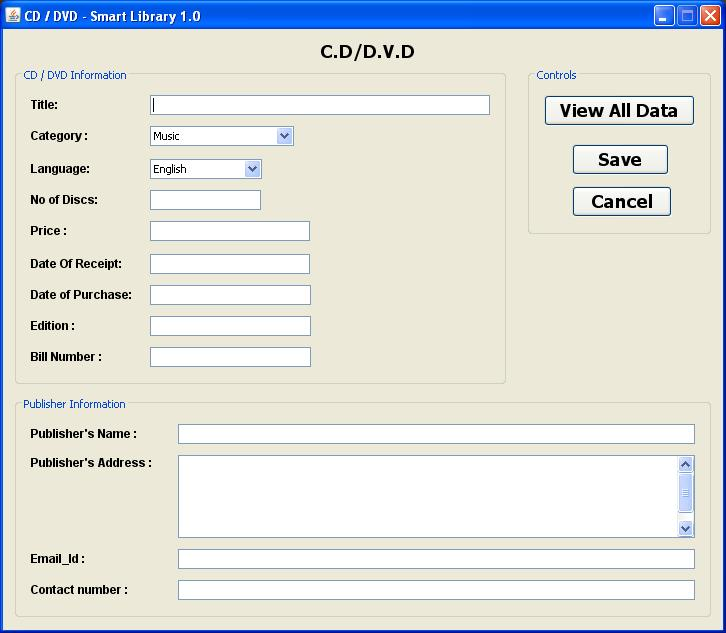 CD / DVD - Smart Library 1.0
C.D/D.V.D
CD / DVD Information
Title:
Category : Music
Language: English
No of Discs:
Price :
Date Of Receipt:
Date of Purchase:
Edition :
Bill Number :
Controls
View All Data
Save
Cancel
Publisher Information
Publisher's Name :
Publisher's Address :
Email_Id :
Contact number :